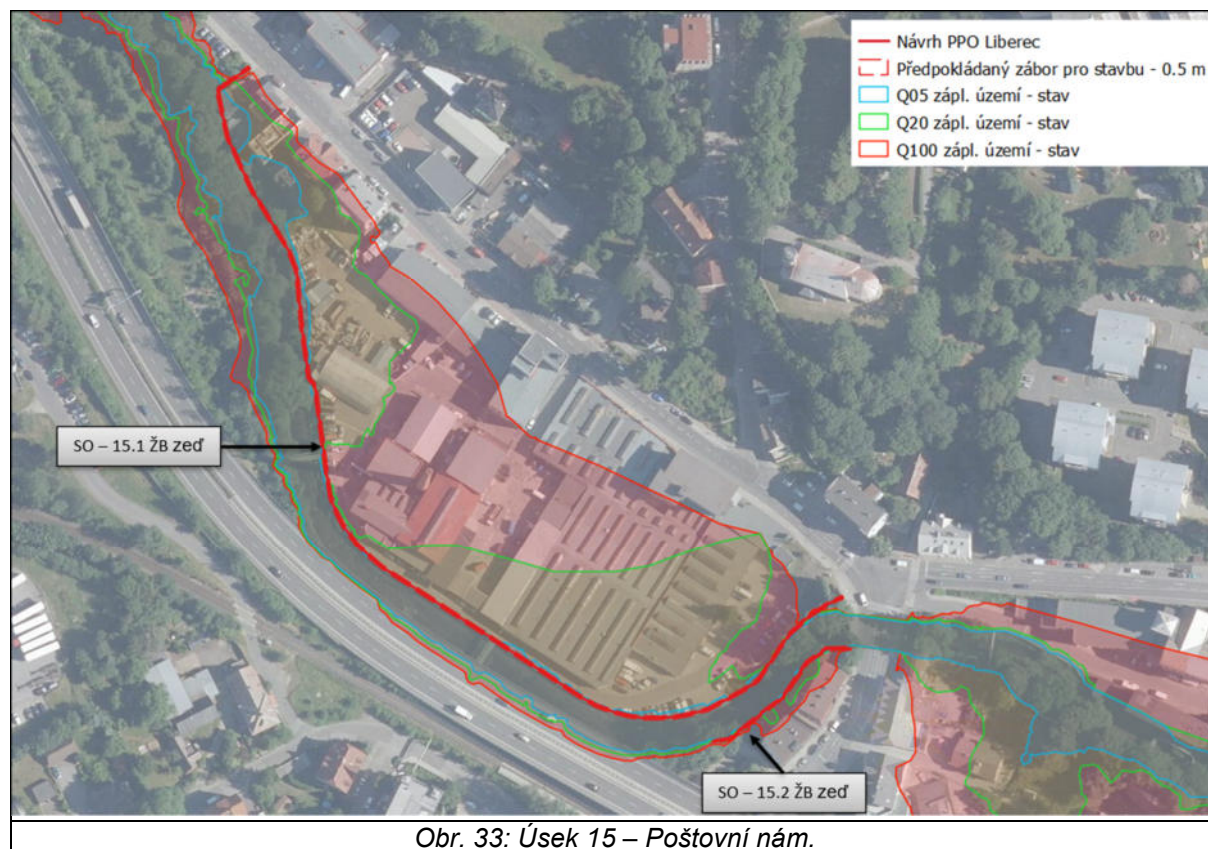 Návrh PPO Liberec
Předpokládaný zábor pro stavbu - 0.5 m
Q05 zápl. území - stav
Q20 zápl. území - stav
Q100 zápl. území - stav
SO – 15.1 ŽB zeď
SO – 15.2 ŽB zeď
Obr. 33: Úsek 15 – Poštovní nám.